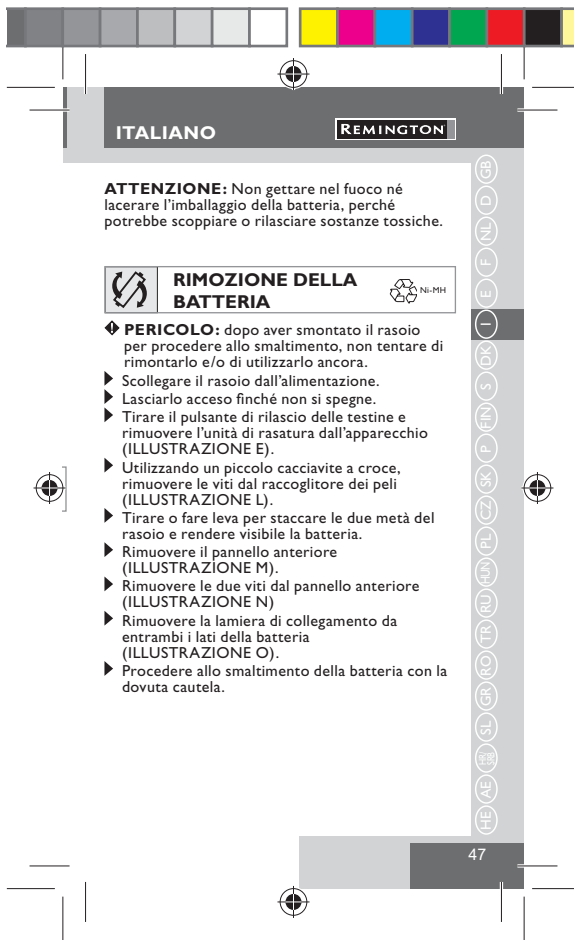 ITALIANO
REMINGTON
ATTENZIONE: Non gettare nel fuoco né
lacerare l’imballaggio della batteria, perché
potrebbe scoppiare o rilasciare sostanze tossiche.
RIMOZIONE DELLA
BATTERIA
Ni-MH
PERICOLO: dopo aver smontato il rasoio
per procedere allo smaltimento, non tentare di
rimontarlo e/o di utilizzarlo ancora.
Scollegare il rasoio dall’alimentazione.
Lasciarlo acceso finché non si spegne.
Tirare il pulsante di rilascio delle testine e
rimuovere l’unità di rasatura dall’apparecchio
(ILLUSTRAZIONE E).
Utilizzando un piccolo cacciavite a croce,
rimuovere le viti dal raccoglitore dei peli
(ILLUSTRAZIONE L).
Tirare o fare leva per staccare le due metà del
rasoio e rendere visibile la batteria.
Rimuovere il pannello anteriore
(ILLUSTRAZIONE M).
Rimuovere le due viti dal pannello anteriore
(ILLUSTRAZIONE N)
Rimuovere la lamiera di collegamento da
entrambi i lati della batteria
(ILLUSTRAZIONE O).
Procedere allo smaltimento della batteria con la
dovuta cautela.
GB
D
NL
F
E
I
DK
S
FIN
P
SK
CZ
PL
HUN
RU
TR
RO
GR
SL
HR/
SRB
AE
HE
47